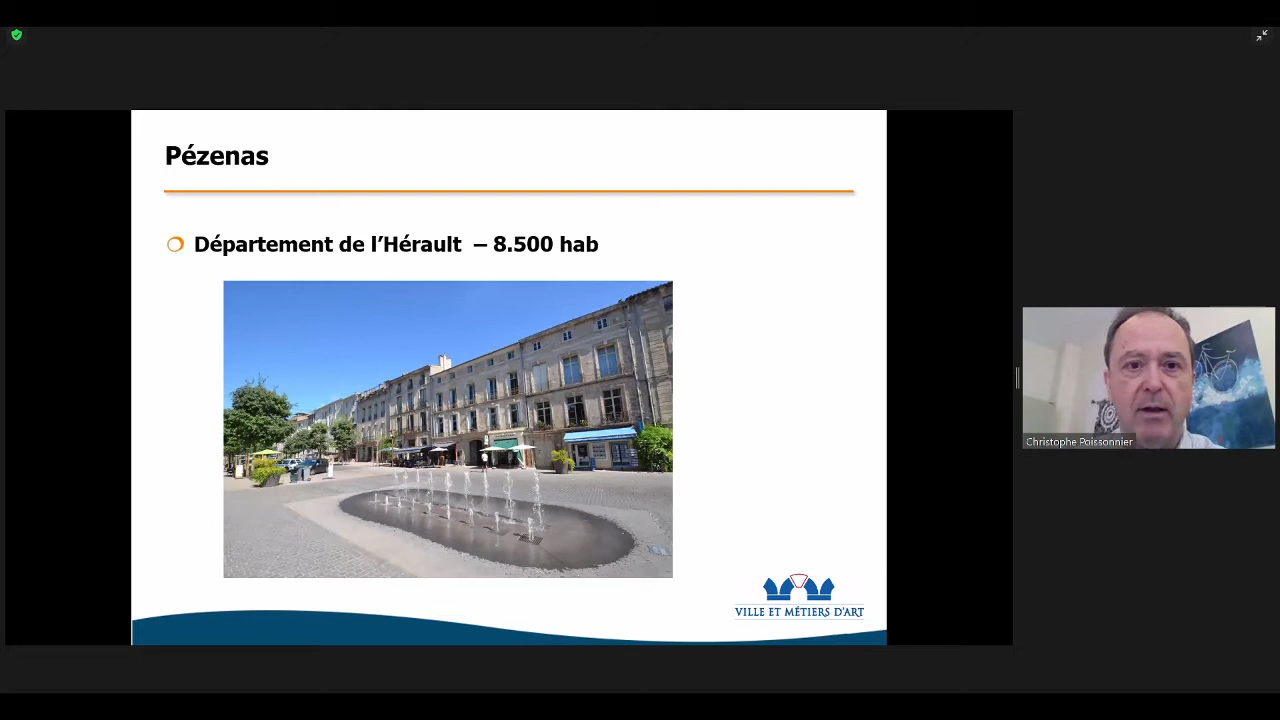 Pézenas
Département de l'Hérault – 8.500 hab
VILLE ET MÉTIERS D'ART
Christophe Poissonnier